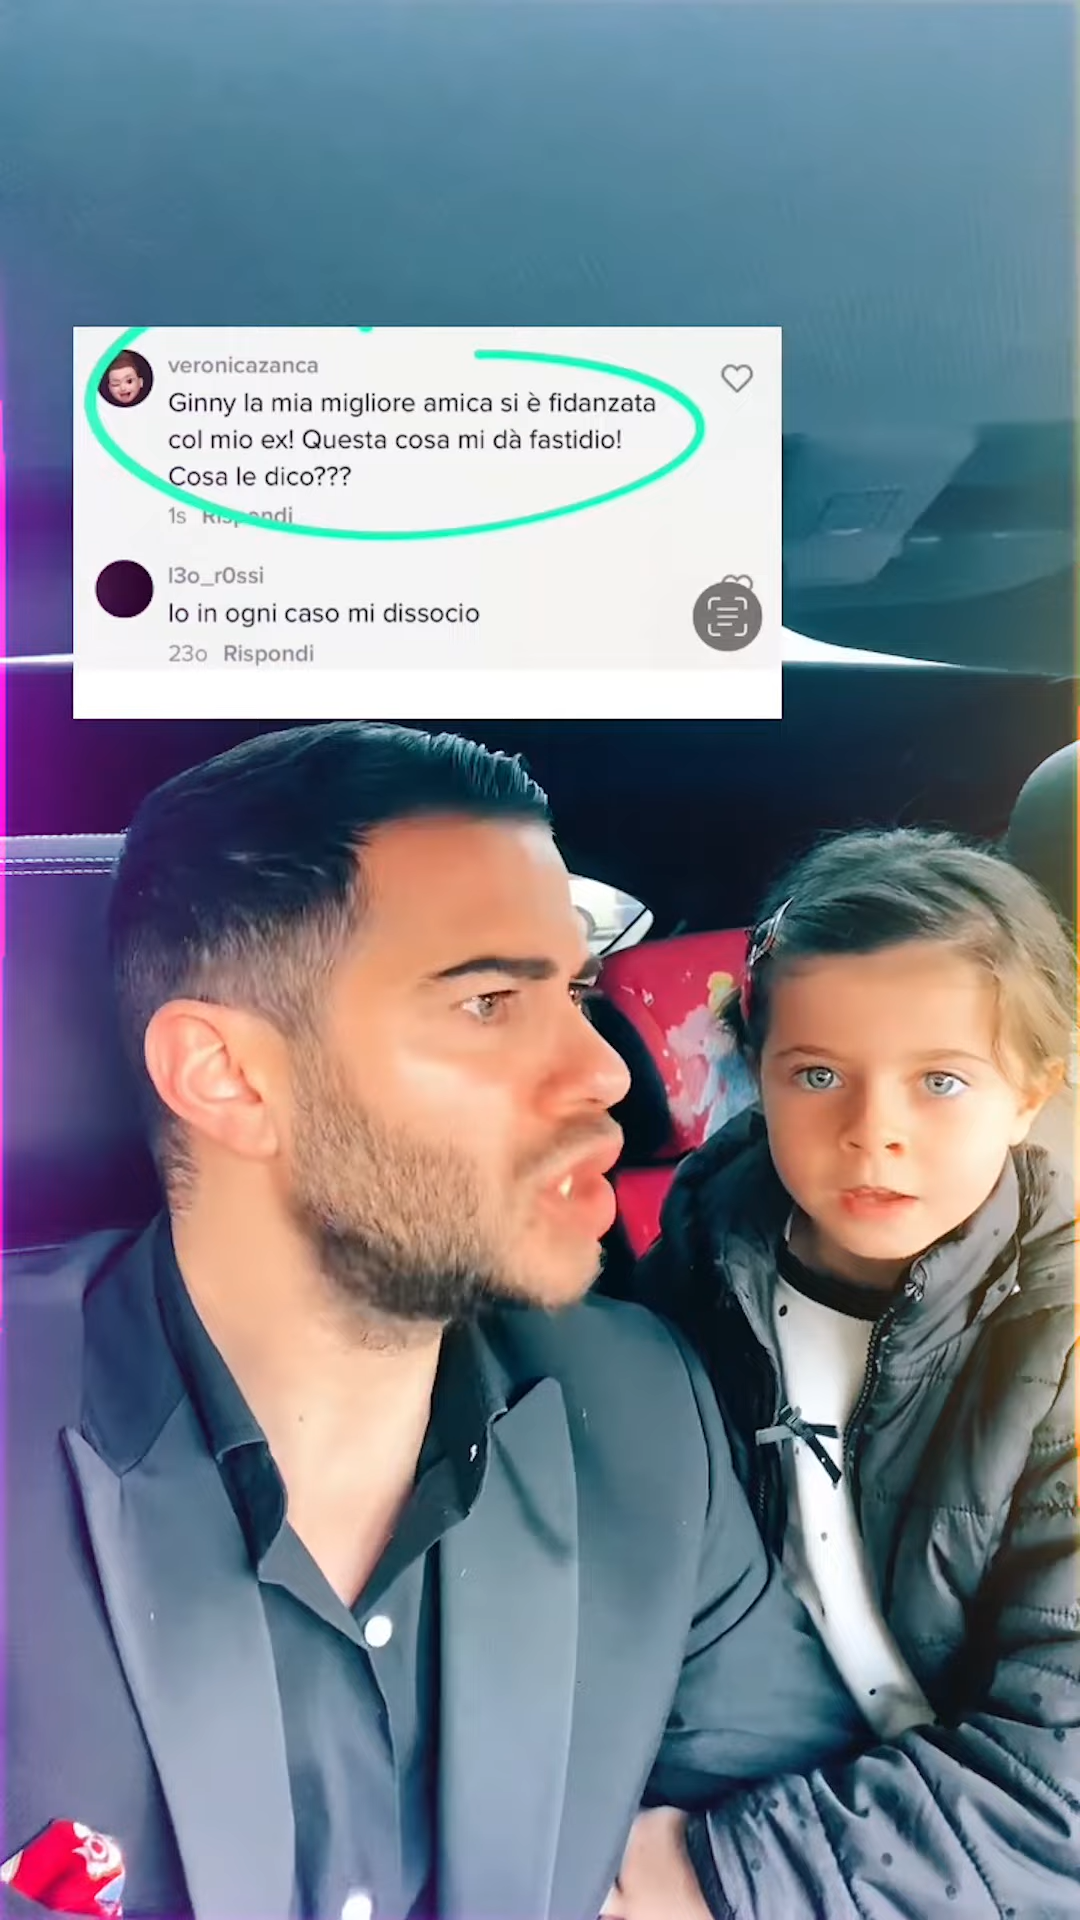 veronicazanca
Ginny la mia migliore amica si è fidanzata
col mio ex! Questa cosa mi dà fastidio!
Cosa le dico???
1s Rispondi
l3o_r0ssi
Io in ogni caso mi dissocio
23o Rispondi